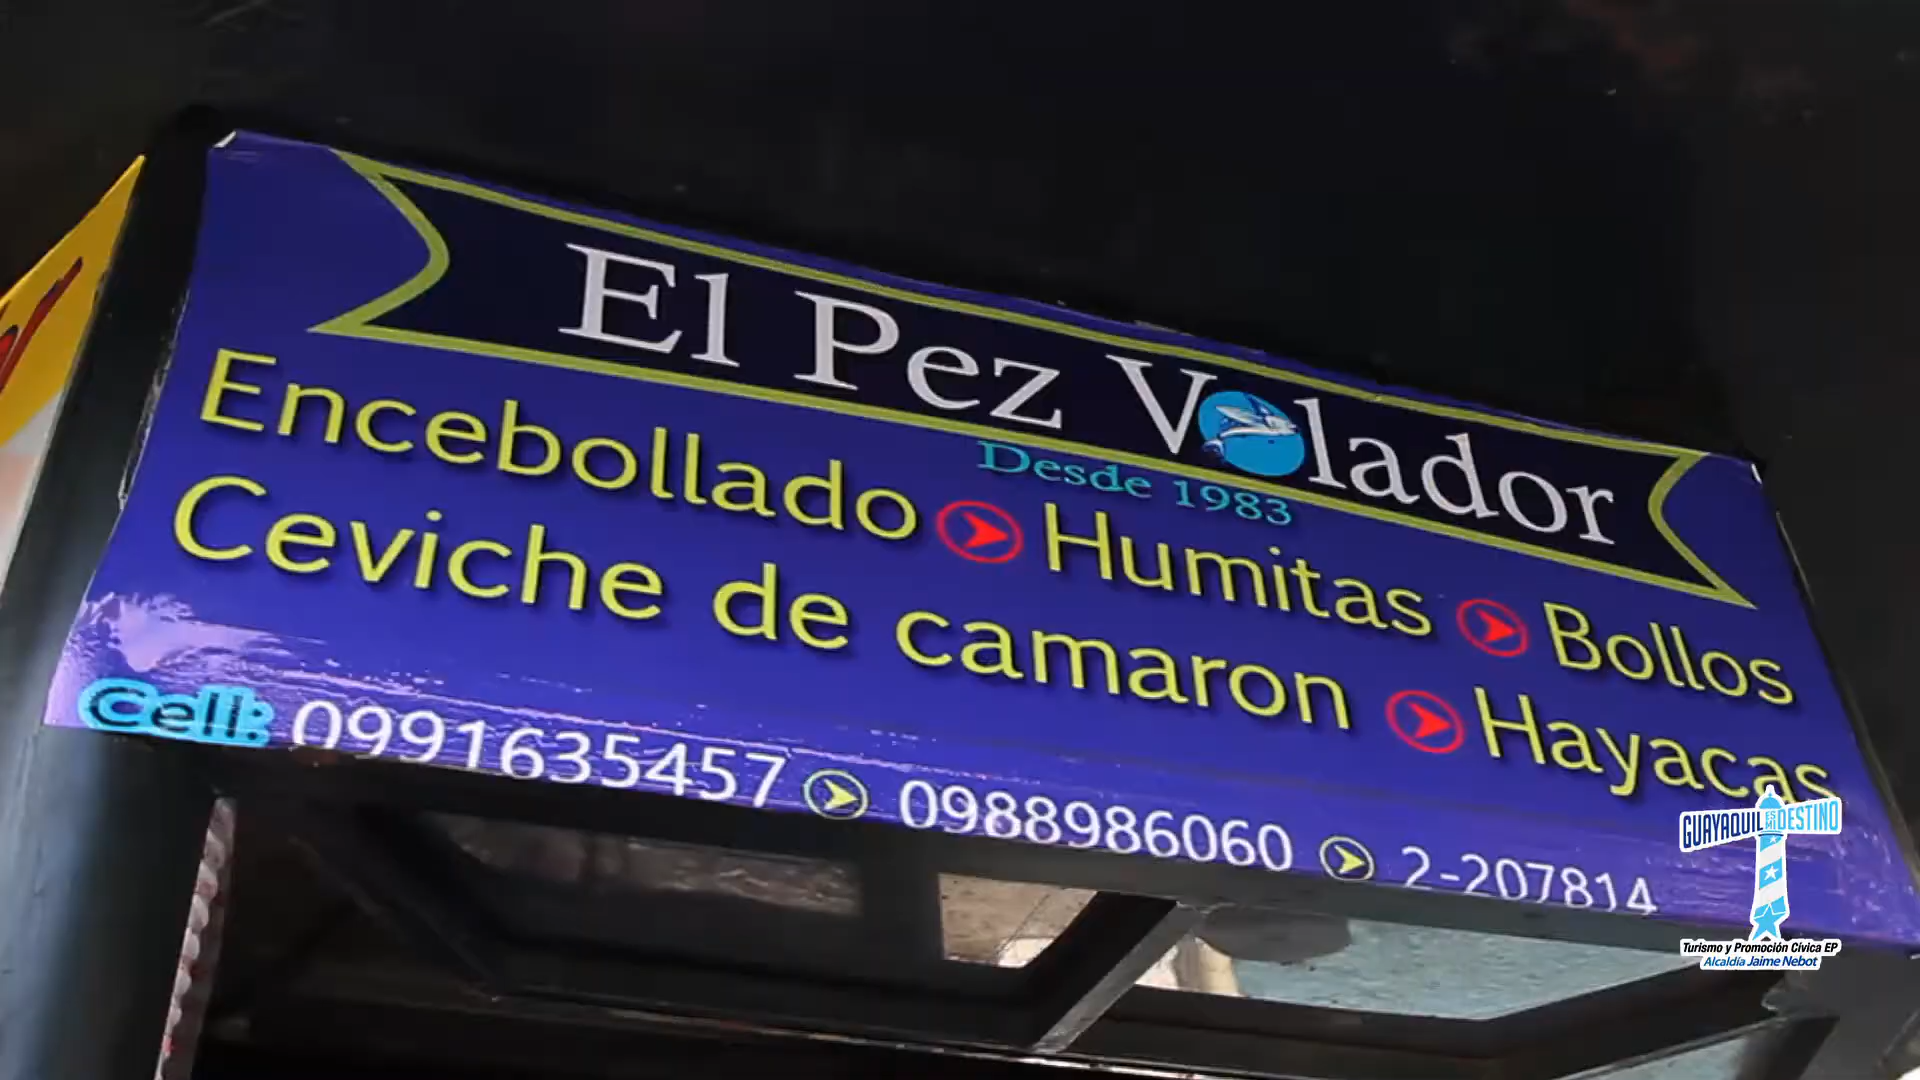 El Pez Volador
Desde 1983
Encebollado Humitas Bollos
Ceviche de camaron Hayacas
Cell: 0991635457 0988986060 2-207814
GUAYAQUIL ES MI DESTINO
Turismo y Promoción Cívica EP
Alcaldía Jaime Nebot